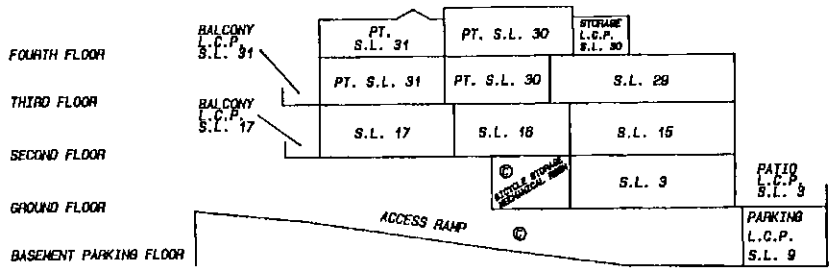 BALCONY
L.C.P.
S.L. 31
PT.
S.L. 31
PT. S.L. 30
STORAGE
L.C.P.
S.L. 30
FOURTH FLOOR
PT. S.L. 31
PT. S.L. 30
S.L. 29
THIRD FLOOR
BALCONY
L.C.P.
S.L. 17
S.L. 17
S.L. 16
S.L. 15
SECOND FLOOR
©
BICYCLE STORAGE
MECHANICAL ROOM
S.L. 3
PATIO
L.C.P.
S.L. 3
GROUND FLOOR
ACCESS RAMP
©
PARKING
L.C.P.
S.L. 9
BASEMENT PARKING FLOOR